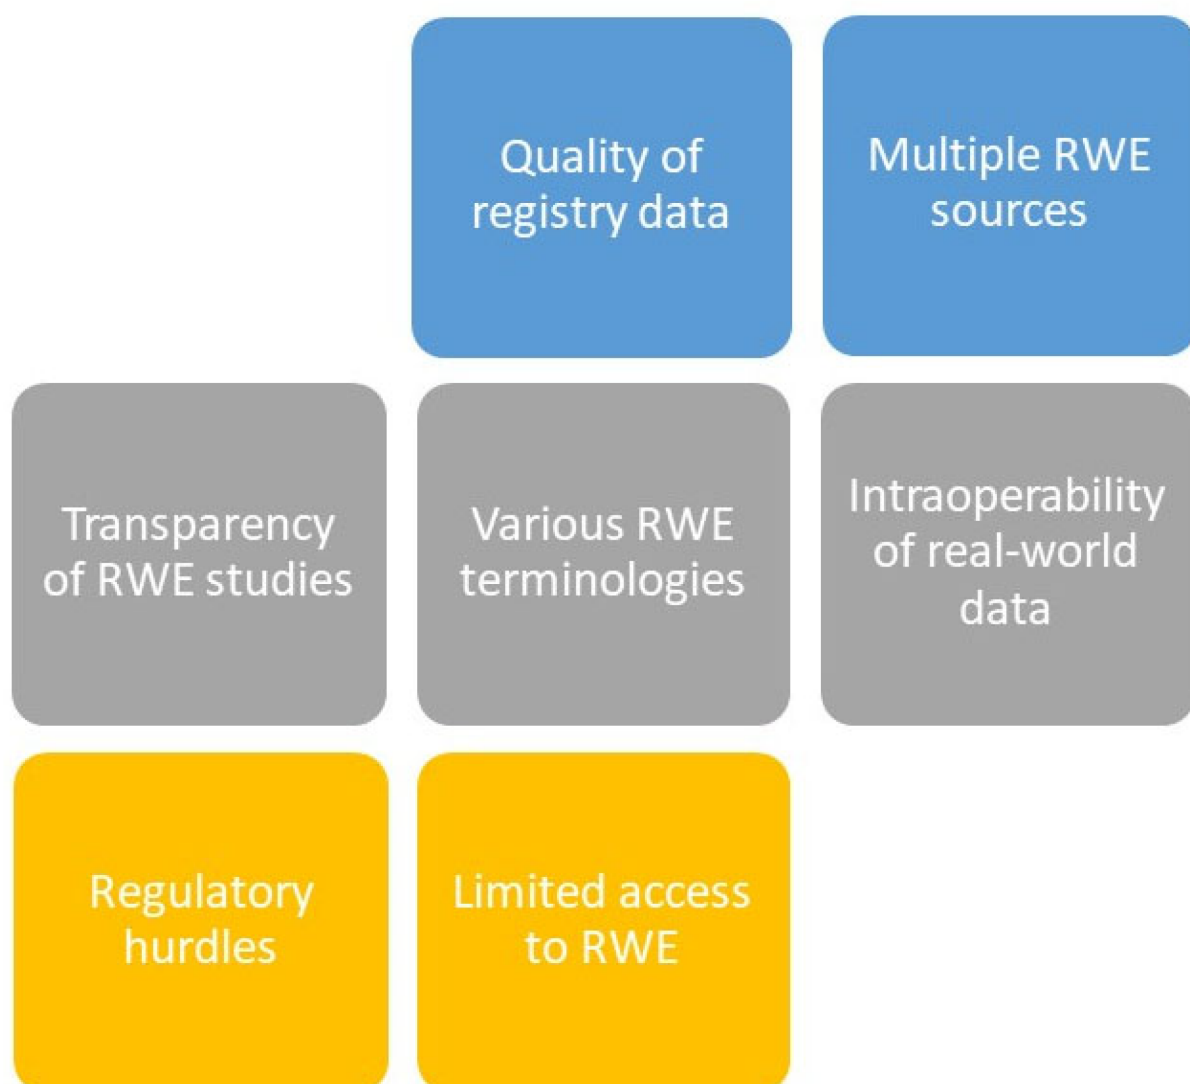 Quality of
registry data
Multiple RWE
sources
Transparency
of RWE studies
Various RWE
terminologies
Intraoperability
of real-world
data
Regulatory
hurdles
Limited access
to RWE